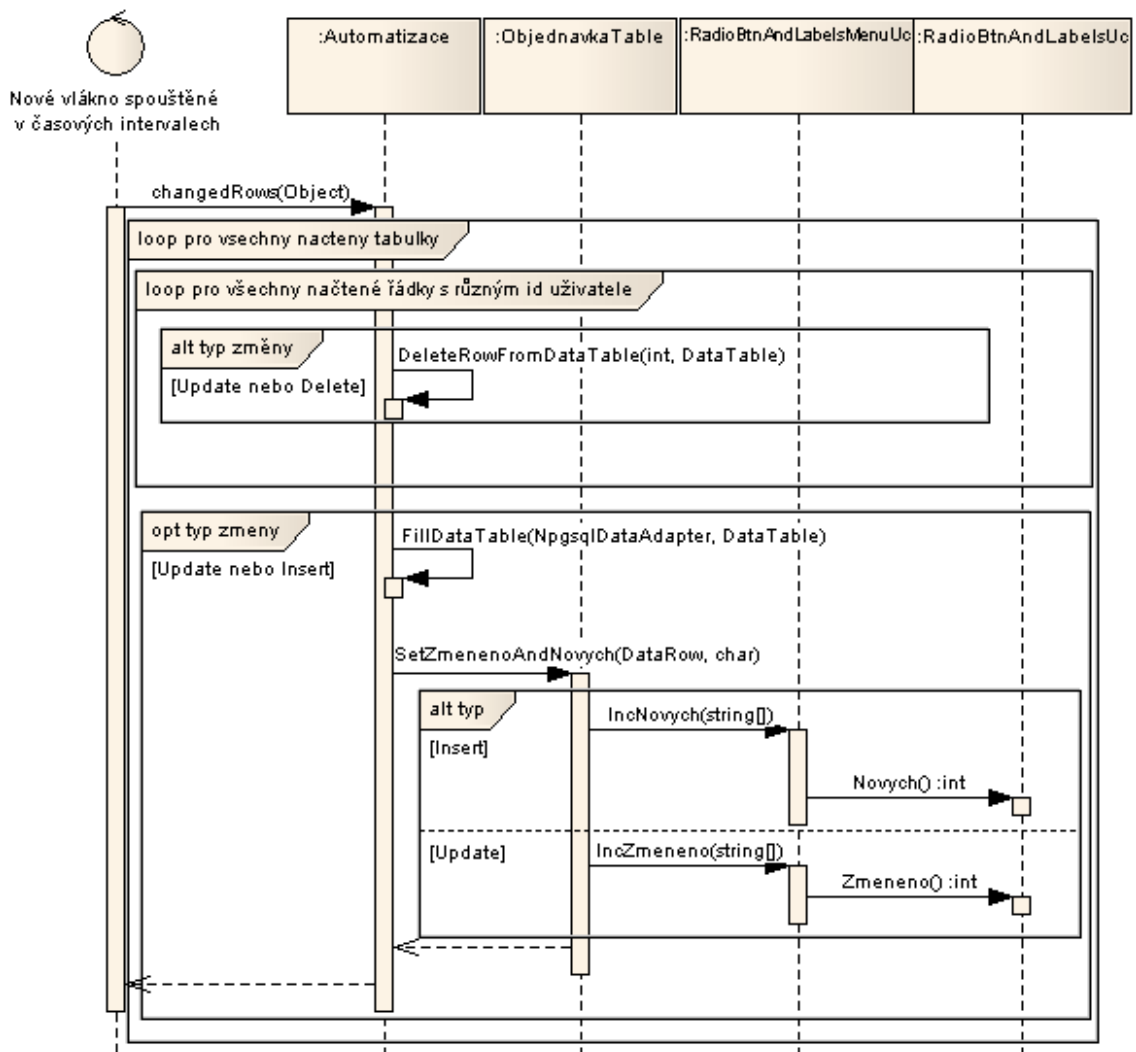 :Automatizace
:ObjednavkaTable
:RadioBtnAndLabelsMenuUc
:RadioBtnAndLabelsUc
Nové vlákno spouštěné
v časových intervalech
changedRows(Object)
loop pro vsechny nacteny tabulky
loop pro všechny načtené řádky s různým id uživatele
alt typ změny
DeleteRowFromDataTable(int, DataTable)
[Update nebo Delete]
opt typ zmeny
FillDataTable(NpgsqlDataAdapter, DataTable)
[Update nebo Insert]
SetZmenenoAndNovych(DataRow, char)
alt typ
IncNovych(string[])
[Insert]
Novych() :int
[Update]
IncZmeneno(string[])
Zmeneno() :int